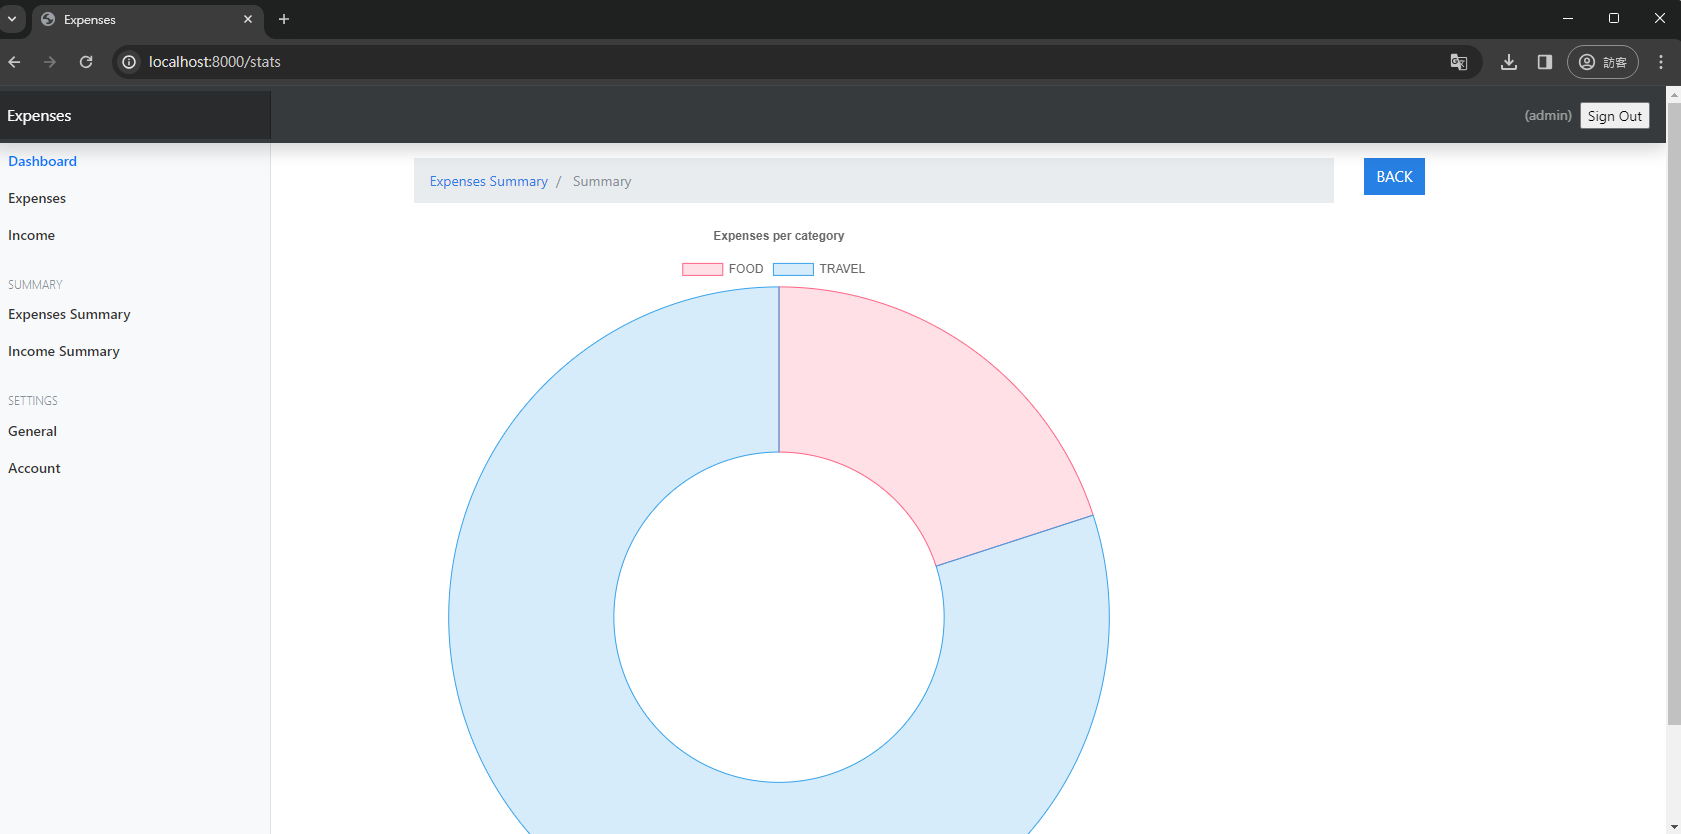 Expenses
localhost:8000/stats
訪客
Expenses
(admin)
Sign Out
Dashboard
Expenses
Income
SUMMARY
Expenses Summary
Income Summary
SETTINGS
General
Account
Expenses Summary / Summary
BACK
Expenses per category
FOOD TRAVEL